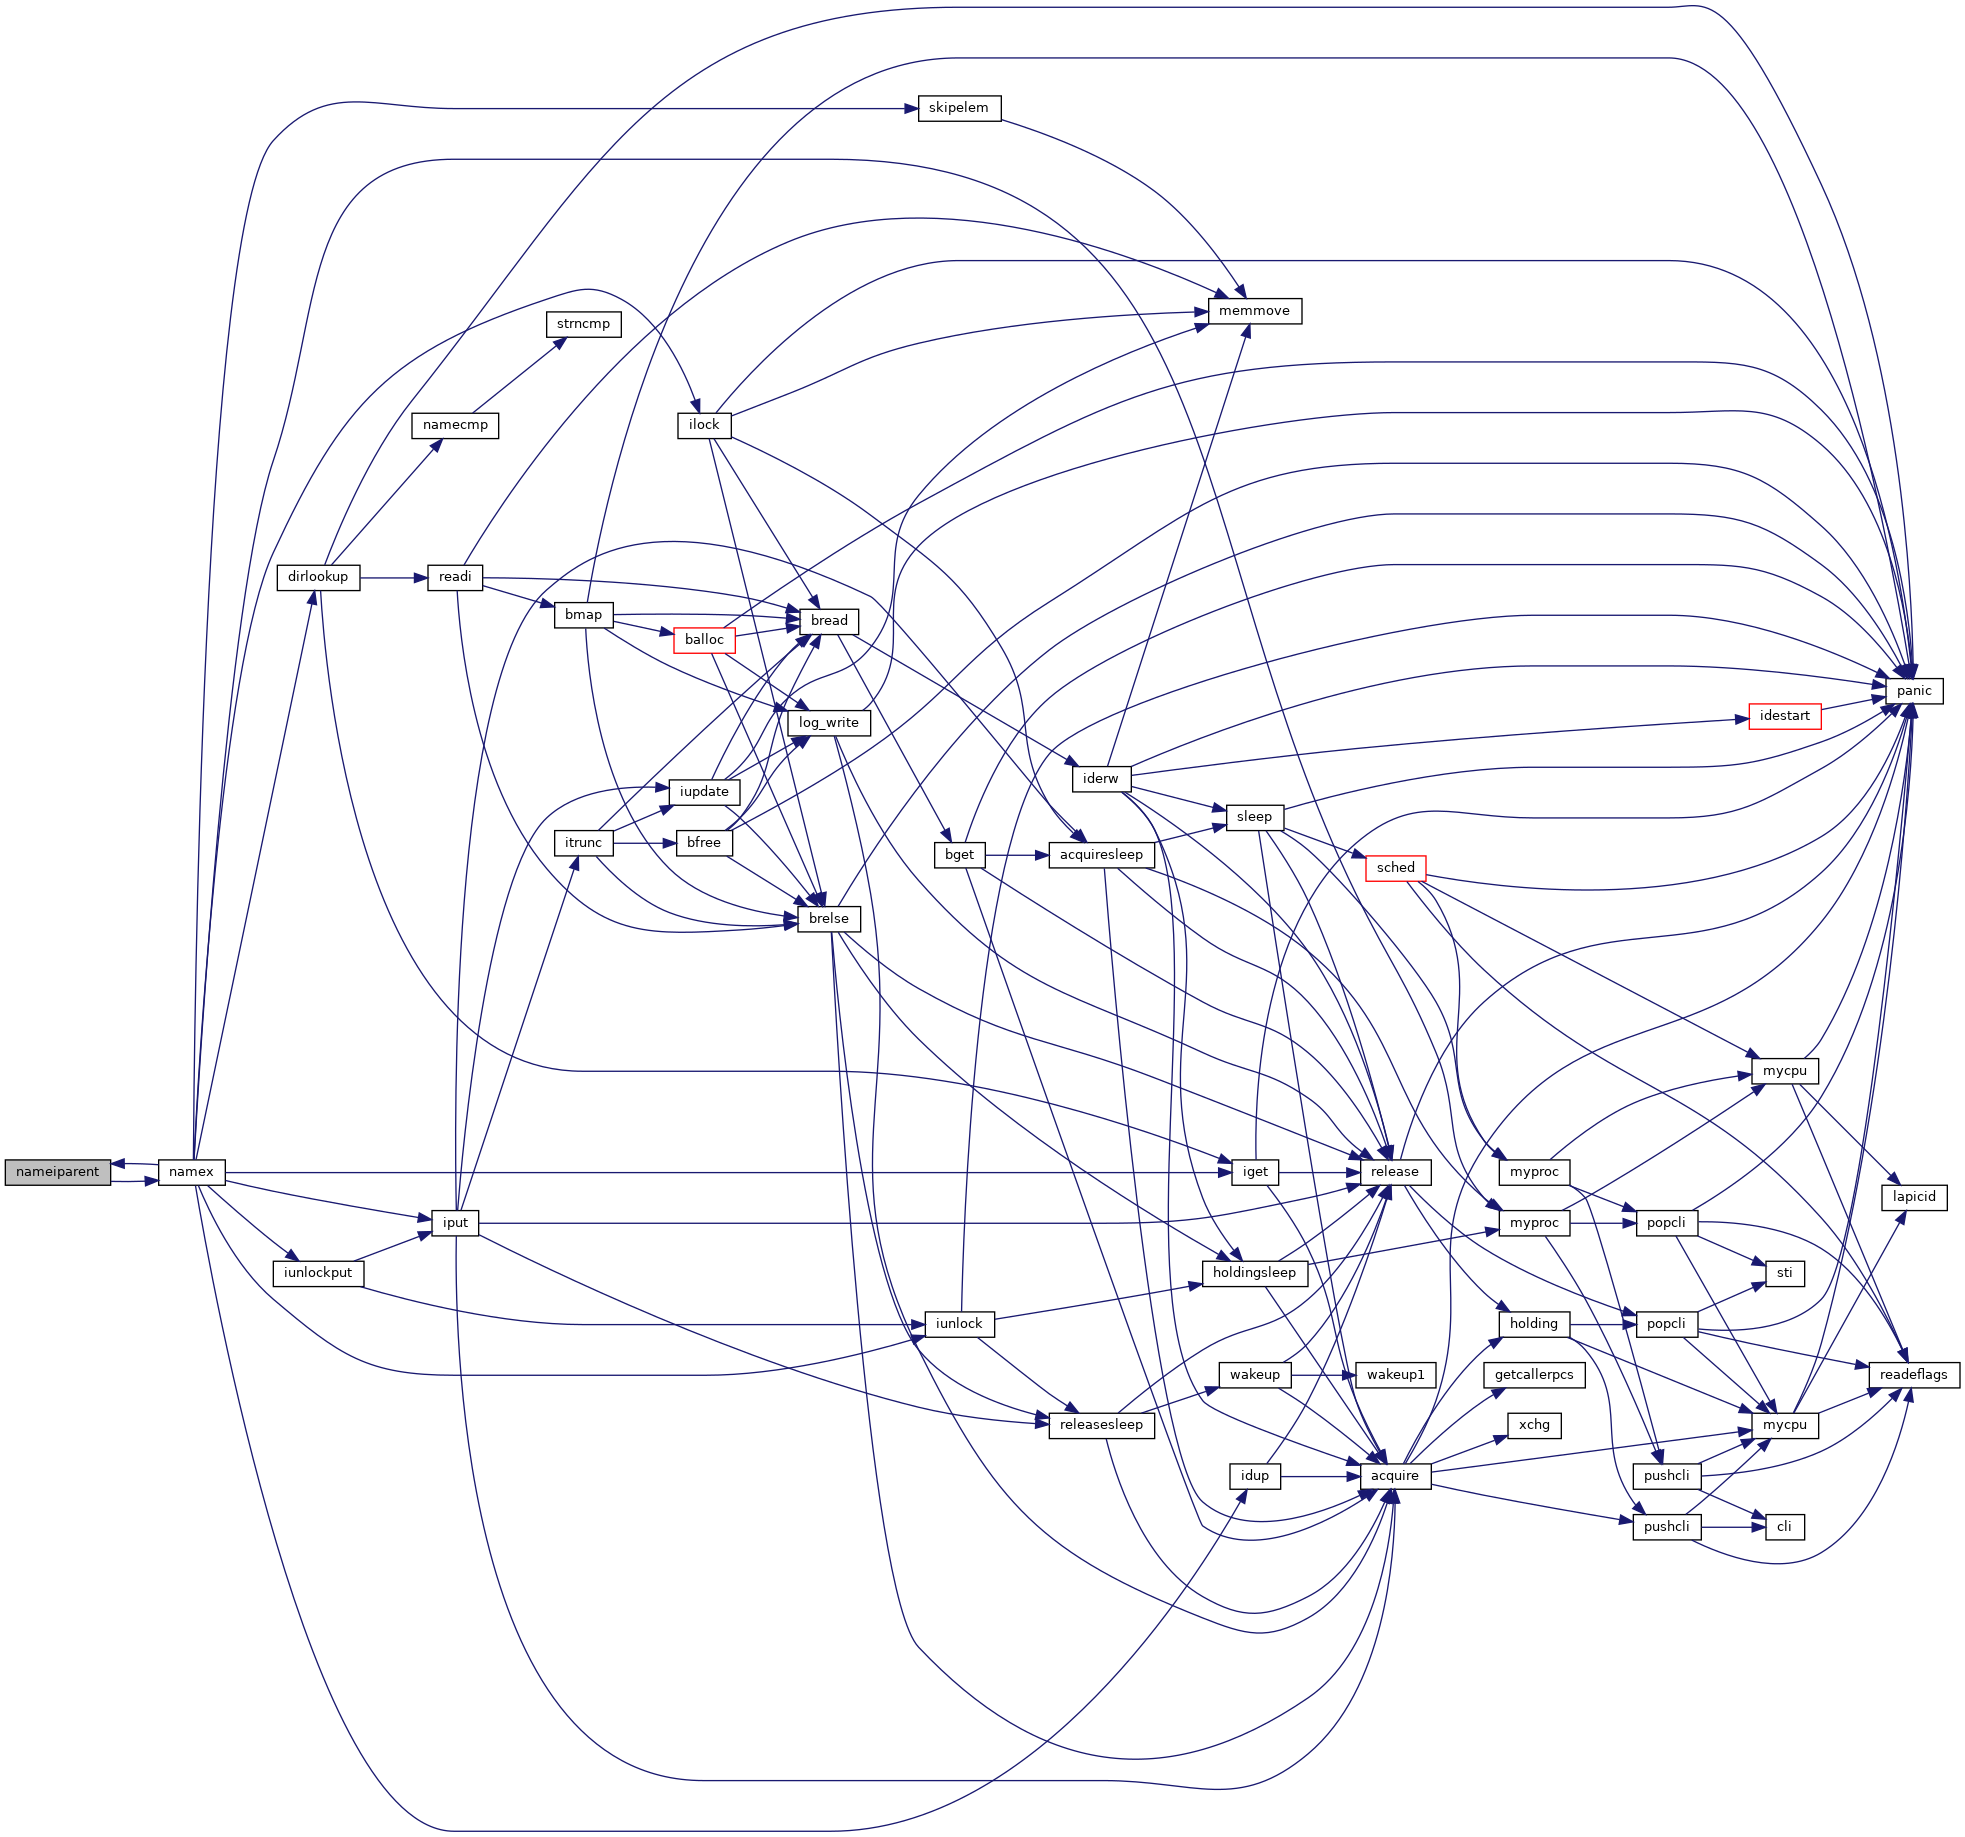 skipelem
memmove
strncmp
namecmp
ilock
dirlookup
readi
bmap
bread
balloc
panic
idestart
log_write
iderw
iupdate
sleep
itrunc
bfree
bget
acquiresleep
sched
brelse
mycpu
nameiparent
namex
iget
release
myproc
lapicid
iput
myproc
popcli
iunlockput
holdingsleep
sti
iunlock
holding
popcli
wakeup
wakeup1
getcallerpcs
readeflags
releasesleep
xchg
mycpu
idup
acquire
pushcli
pushcli
cli